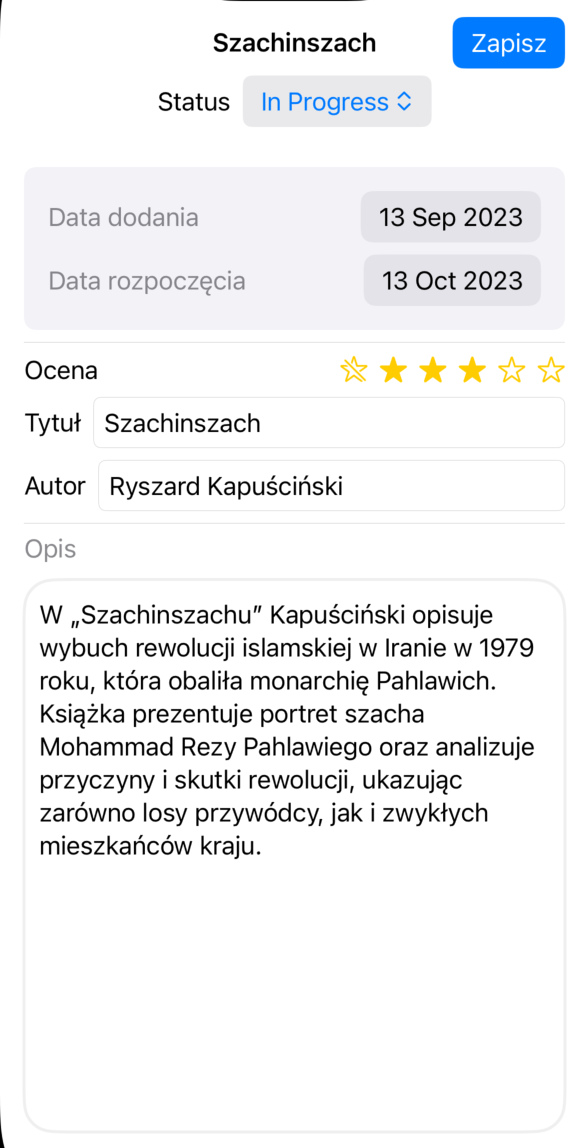 Szachinszach
Zapisz
Status
In Progress
Data dodania
13 Sep 2023
Data rozpoczęcia
13 Oct 2023
Ocena
Tytuł
Szachinszach
Autor
Ryszard Kapuściński
Opis
W „Szachinszachu” Kapuściński opisuje
wybuch rewolucji islamskiej w Iranie w 1979
roku, która obaliła monarchię Pahlawich.
Książka prezentuje portret szacha
Mohammad Rezy Pahlawiego oraz analizuje
przyczyny i skutki rewolucji, ukazując
zarówno losy przywódcy, jak i zwykłych
mieszkańców kraju.